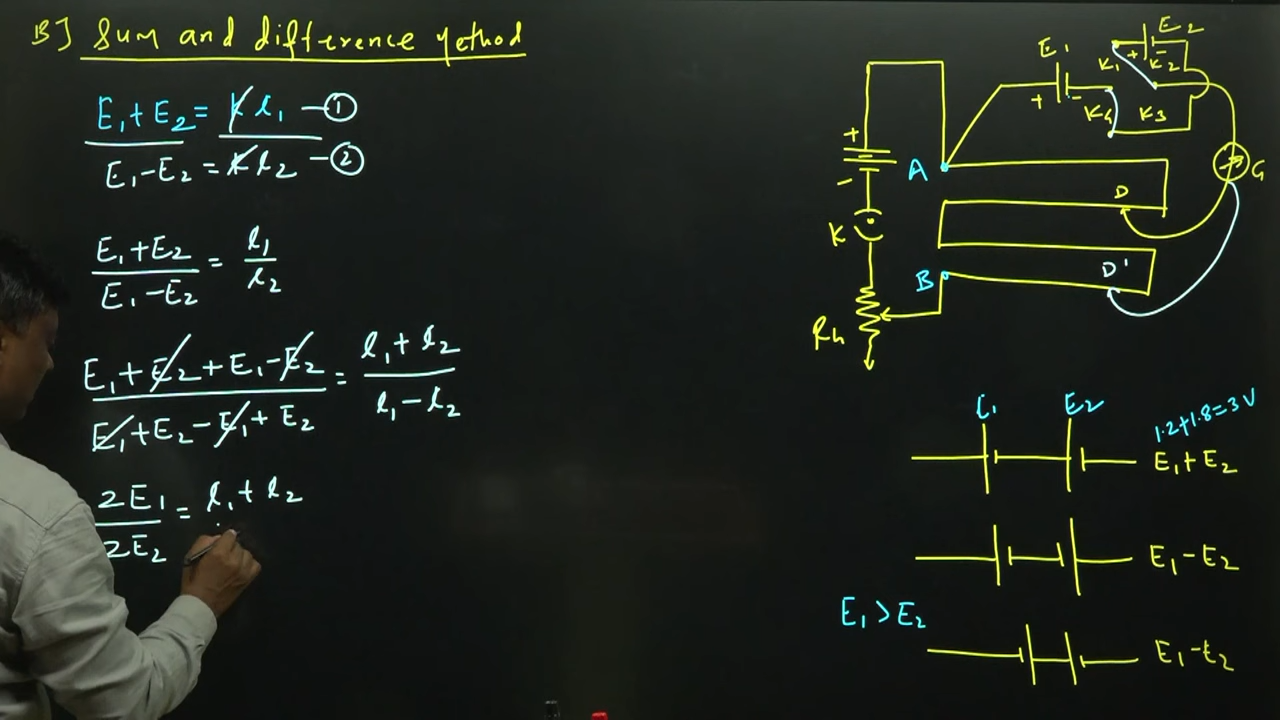 B] Sum and difference Method
E₁+E₂ = K l₁ —①
E₁-E₂ = K l₂ —②
E₁+E₂ = l₁
E₁-E₂ l₂
E₁+E₂+E₁-E₂ = l₁+l₂
E₁+E₂-E₁+E₂ l₁-l₂
2E₁ = l₁+l₂
2E₂
E₂
E₁ K₁ + - K₂
+ - K₄ K₃
+
A G
-
D
K
D'
B
Rh
E₁ E₂
1.2+1.8=3V
E₁+E₂
E₁-E₂
E₁>E₂
E₁-E₂